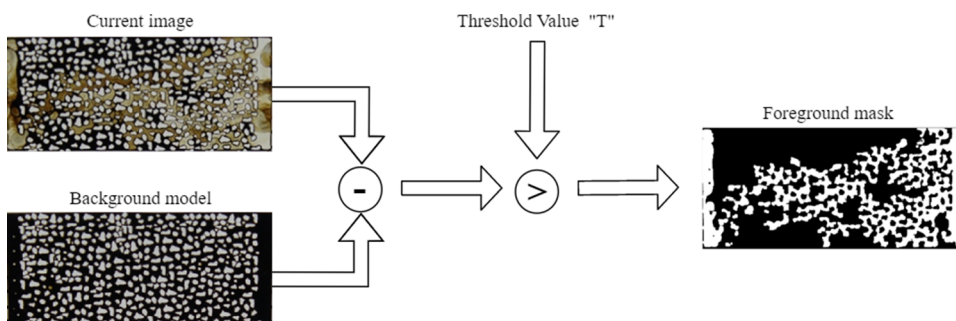 Current image
Threshold Value "T"
Foreground mask
-
>
Background model